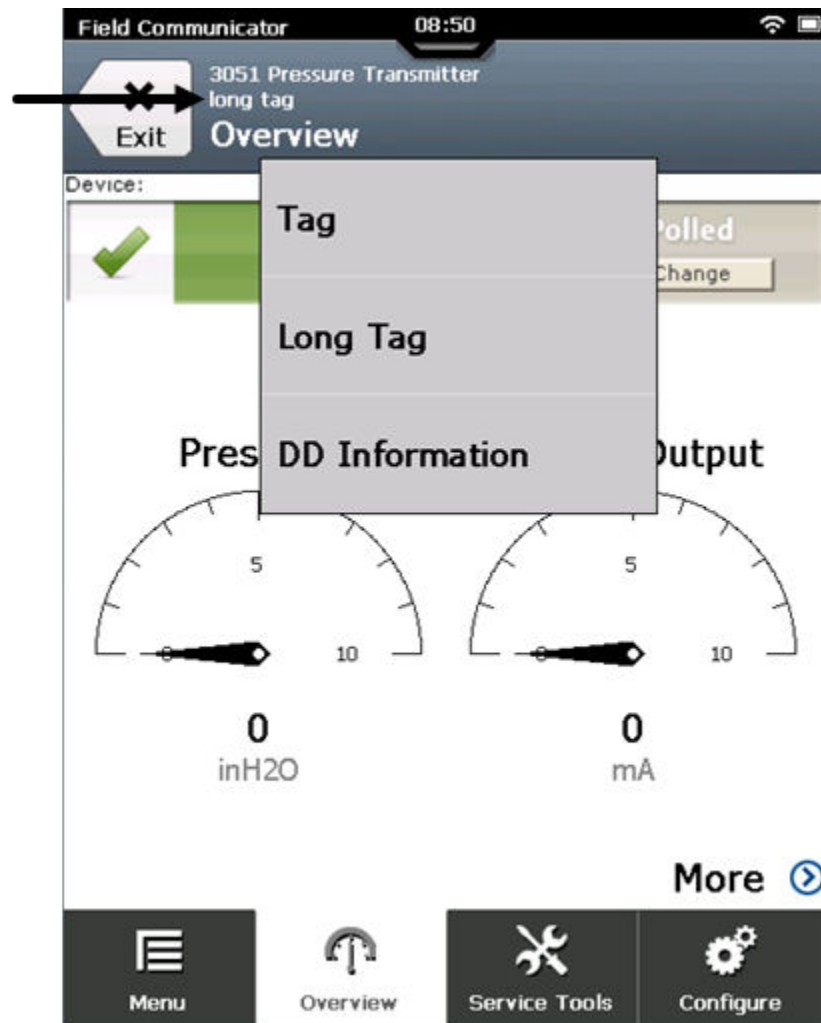 Field Communicator 08:50
3051 Pressure Transmitter
long tag
Exit
Overview
Device:
Tag
Polled
Change
Long Tag
DD Information
Pres Output
5 5
0 10 0 10
0 0
inH2O mA
More
Menu Overview Service Tools Configure